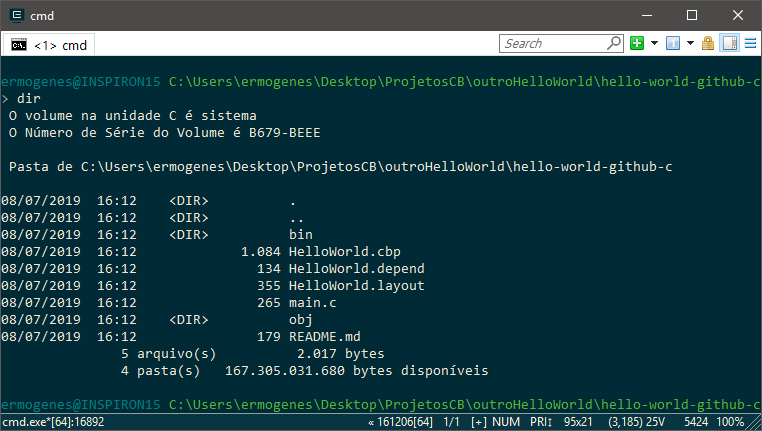 cmd
<1> cmd
Search
ermogenes@INSPIRON15 C:\Users\ermogenes\Desktop\ProjetosCB\outroHelloWorld\hello-world-github-c
> dir
O volume na unidade C é sistema
O Número de Série do Volume é B679-BEEE
Pasta de C:\Users\ermogenes\Desktop\ProjetosCB\outroHelloWorld\hello-world-github-c
08/07/2019  16:12    <DIR>          .
08/07/2019  16:12    <DIR>          ..
08/07/2019  16:12    <DIR>          bin
08/07/2019  16:12             1.084 HelloWorld.cbp
08/07/2019  16:12               134 HelloWorld.depend
08/07/2019  16:12               355 HelloWorld.layout
08/07/2019  16:12               265 main.c
08/07/2019  16:12    <DIR>          obj
08/07/2019  16:12               179 README.md
5 arquivo(s)          2.017 bytes
4 pasta(s)   167.305.031.680 bytes disponíveis
ermogenes@INSPIRON15 C:\Users\ermogenes\Desktop\ProjetosCB\outroHelloWorld\hello-world-github-c
cmd.exe*[64]:16892 « 161206[64] 1/1 [+] NUM PRI↕ 95x21 (3,185) 25V 5424 100%